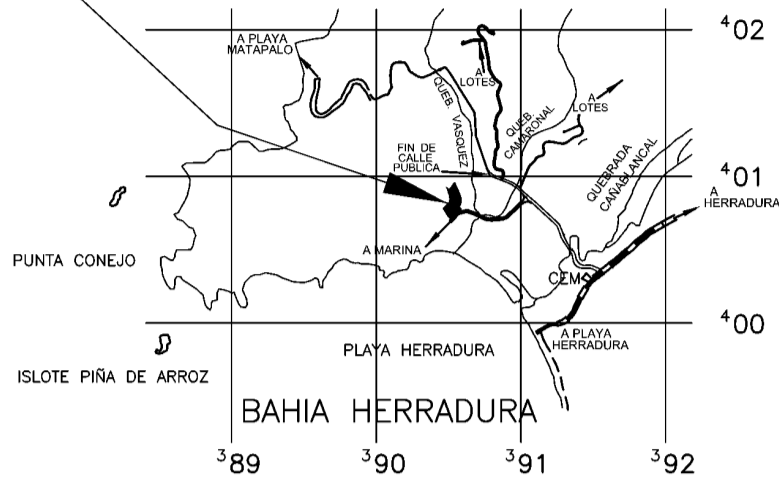 ⁴02
A PLAYA
MATAPALO
A
LOTES
A
LOTES
QUEB. VASQUEZ
QUEB.
CAMARONAL
FIN DE
CALLE
PUBLICA
QUEBRADA
CAÑABLANCAL
⁴01
A
HERRADURA
A MARINA
PUNTA CONEJO
CEM
⁴00
A PLAYA
HERRADURA
PLAYA HERRADURA
ISLOTE PIÑA DE ARROZ
BAHIA HERRADURA
³89
³90
³91
³92